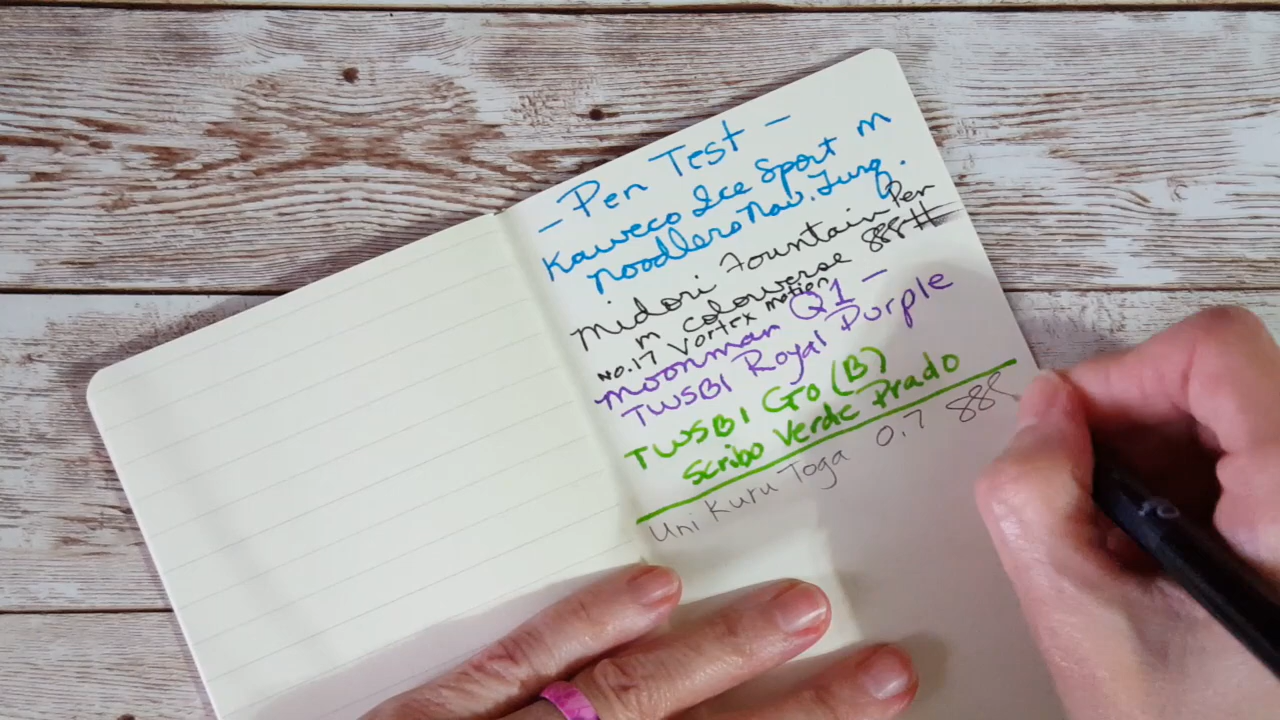 - Pen Test -
Kaweco Ice Sport m
noodlers Nav. Turq.
Midori Fountain Pen
m colorverse 888 #
No.17 Vortex motion
moonman Q1 -
TWSBI Royal Purple
TWSBI GO (B)
Scribo Verde Prado
Uni Kuru Toga 0.7 888